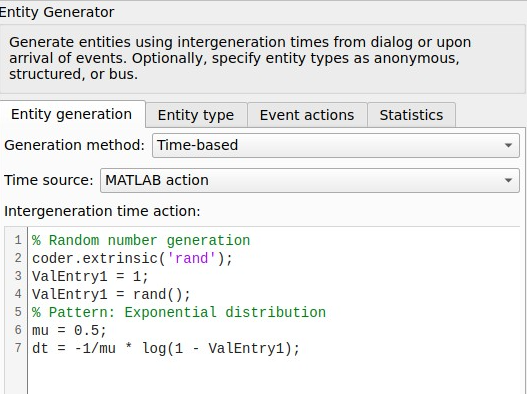 Entity Generator
Generate entities using intergeneration times from dialog or upon
arrival of events. Optionally, specify entity types as anonymous,
structured, or bus.
Entity generation Entity type Event actions Statistics
Generation method: Time-based
Time source: MATLAB action
Intergeneration time action:
1 % Random number generation
2 coder.extrinsic('rand');
3 ValEntry1 = 1;
4 ValEntry1 = rand();
5 % Pattern: Exponential distribution
6 mu = 0.5;
7 dt = -1/mu * log(1 - ValEntry1);